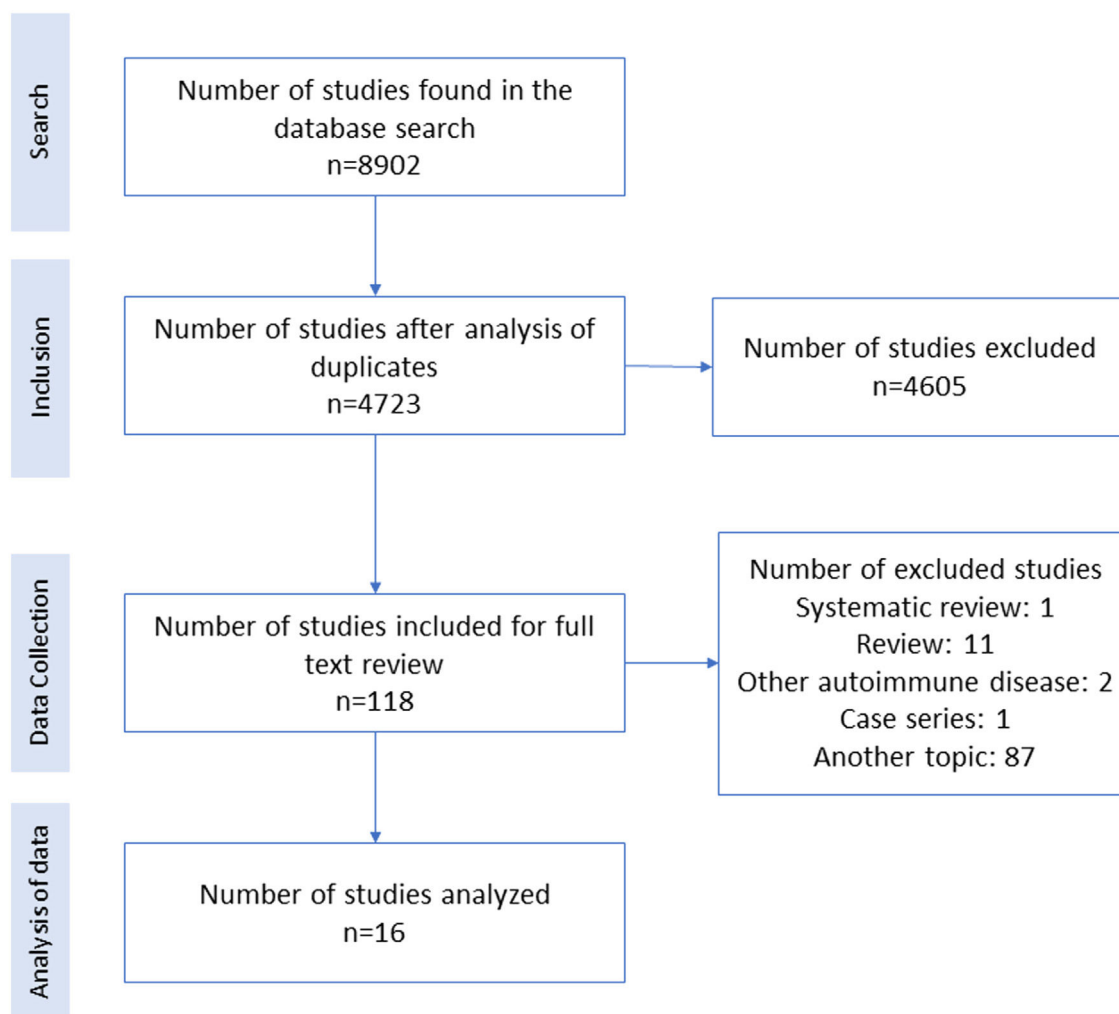 Search
Number of studies found in the
database search
n=8902
Inclusion
Number of studies after analysis of
duplicates
n=4723
Number of studies excluded
n=4605
Data Collection
Number of studies included for full
text review
n=118
Number of excluded studies
Systematic review: 1
Review: 11
Other autoimmune disease: 2
Case series: 1
Another topic: 87
Analysis of data
Number of studies analyzed
n=16